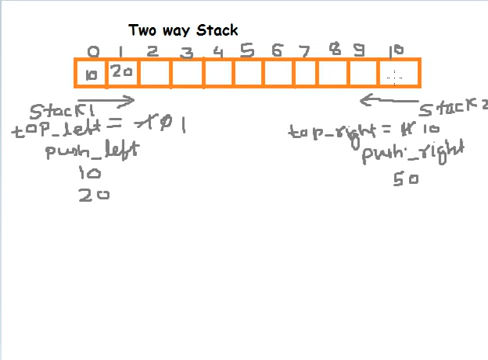 Two way Stack
0 1 2 3 4 5 6 7 8 9 10
10 20
Stack1
top_left = 1
push_left
10
20
Stack2
top_right = 10
push_right
50